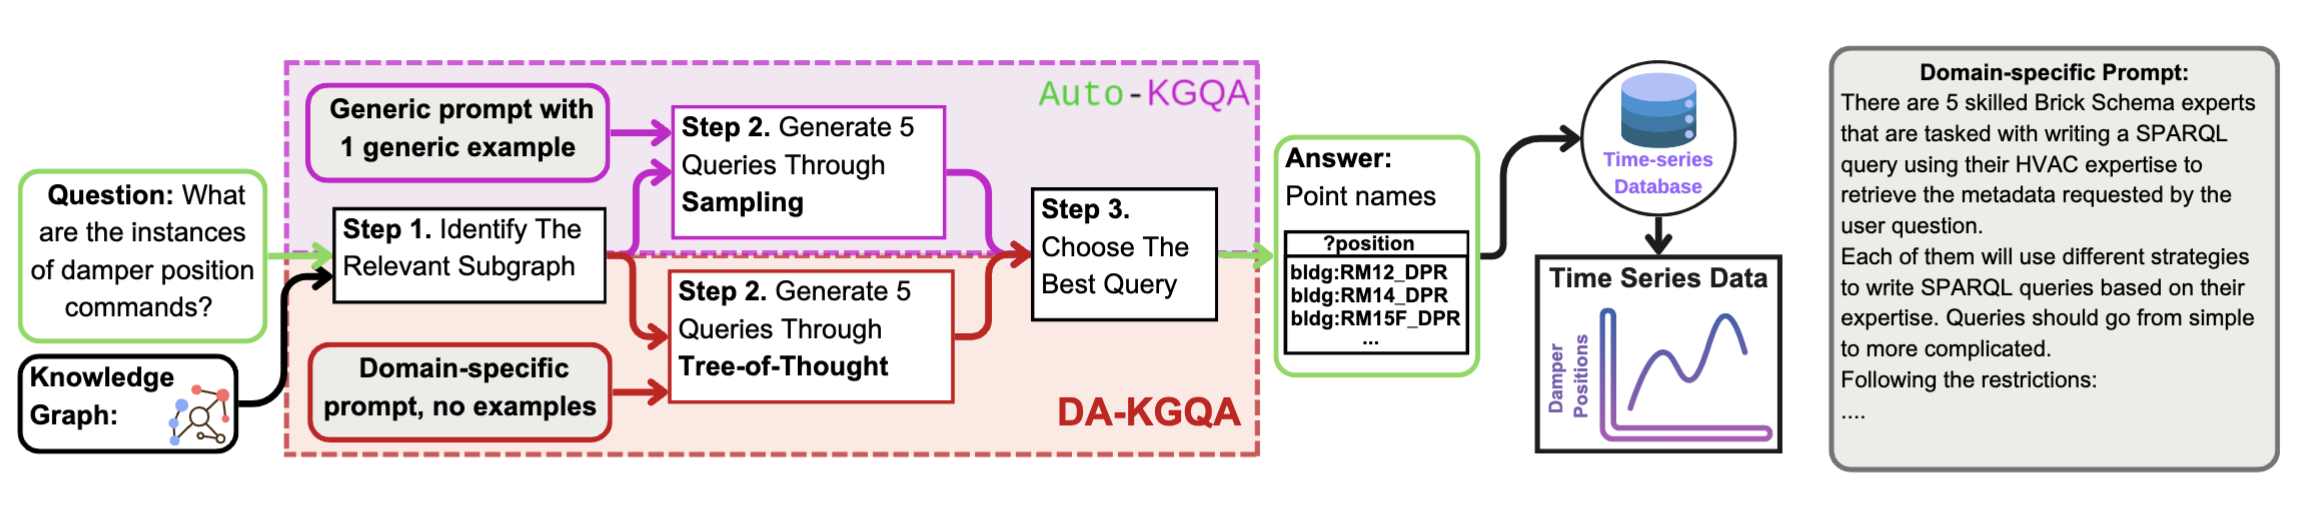 Question: What
are the instances
of damper position
commands?
Knowledge
Graph:
Generic prompt with
1 generic example
Auto-KGQA
Step 1. Identify The
Relevant Subgraph
Step 2. Generate 5
Queries Through
Sampling
Step 2. Generate 5
Queries Through
Tree-of-Thought
Domain-specific
prompt, no examples
DA-KGQA
Step 3.
Choose The
Best Query
Answer:
Point names
?position
bldg:RM12_DPR
bldg:RM14_DPR
bldg:RM15F_DPR
...
Time-series
Database
Time Series Data
Damper
Positions
Domain-specific Prompt:
There are 5 skilled Brick Schema experts
that are tasked with writing a SPARQL
query using their HVAC expertise to
retrieve the metadata requested by the
user question.
Each of them will use different strategies
to write SPARQL queries based on their
expertise. Queries should go from simple
to more complicated.
Following the restrictions:
....